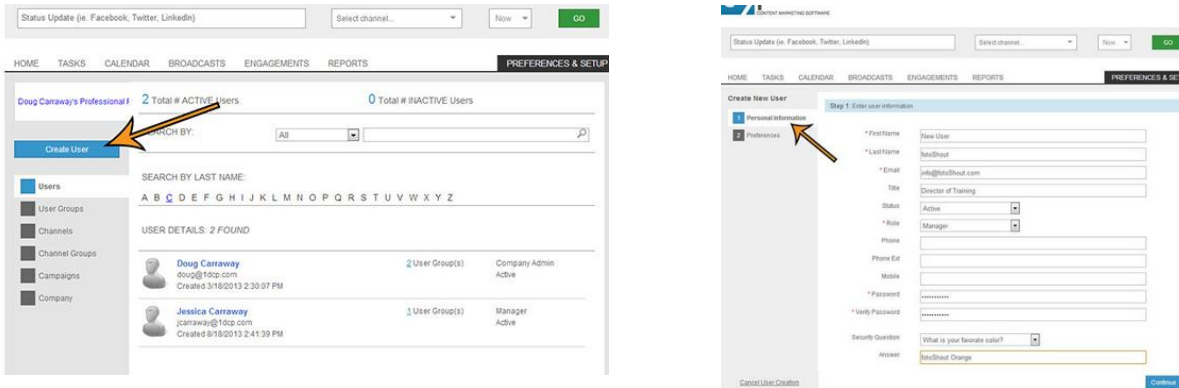 Status Update (ie. Facebook, Twitter, LinkedIn)
Select channel...
Now
GO
HOME TASKS CALENDAR BROADCASTS ENGAGEMENTS REPORTS PREFERENCES & SETUP
Doug Carraway's Professional
2 Total # ACTIVE Users
0 Total # INACTIVE Users
Create User
SEARCH BY:
All
SEARCH BY LAST NAME:
A B C D E F G H I J K L M N O P Q R S T U V W X Y Z
Users
User Groups
Channels
Channel Groups
Campaigns
Company
USER DETAILS: 2 FOUND
Doug Carraway 2 User Group(s) Company Admin
doug@1dcp.com Active
Created 3/18/2013 2:30:07 PM
Jessica Carraway 1 User Group(s) Manager
jcarraway@1dcp.com Active
Created 8/18/2013 2:41:39 PM
CONTENT MARKETING SOFTWARE
Status Update (ie. Facebook, Twitter, LinkedIn)
Select channel...
Now
GO
HOME TASKS CALENDAR BROADCASTS ENGAGEMENTS REPORTS PREFERENCES & SE
Create New User
1 Personal Information
2 Preferences
Step 1: Enter user information
* First Name New User
* Last Name fotoShout
* Email info@fotoShout.com
Title Director of Training
Status Active
* Role Manager
Phone
Phone Ext
Mobile
* Password
* Verify Password
Security Question What is your favorate color?
Answer fotoShout Orange
Cancel User Creation
Continue